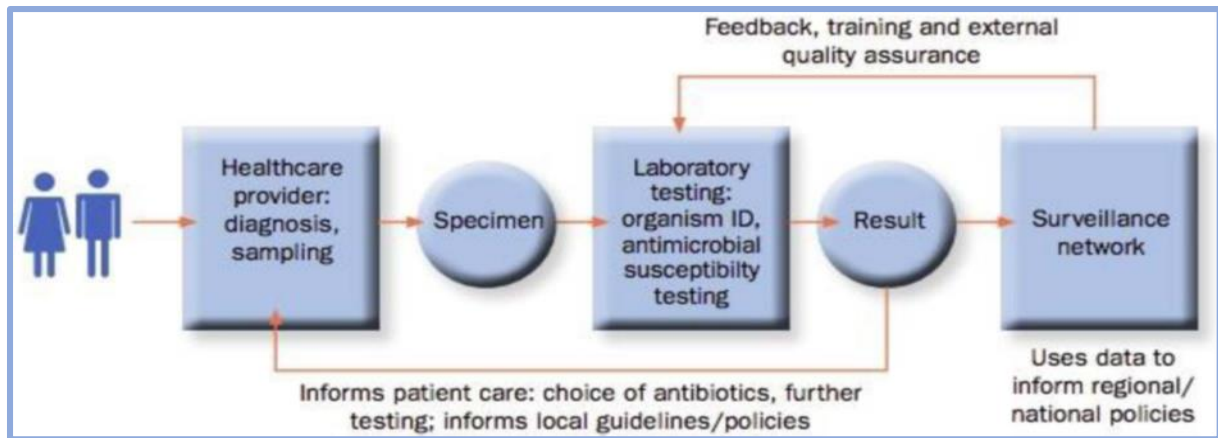 Feedback, training and external
quality assurance
Healthcare
provider:
diagnosis,
sampling
Specimen
Laboratory
testing:
organism ID,
antimicrobial
susceptibilty
testing
Result
Surveillance
network
Informs patient care: choice of antibiotics, further
testing; informs local guidelines/policies
Uses data to
inform regional/
national policies